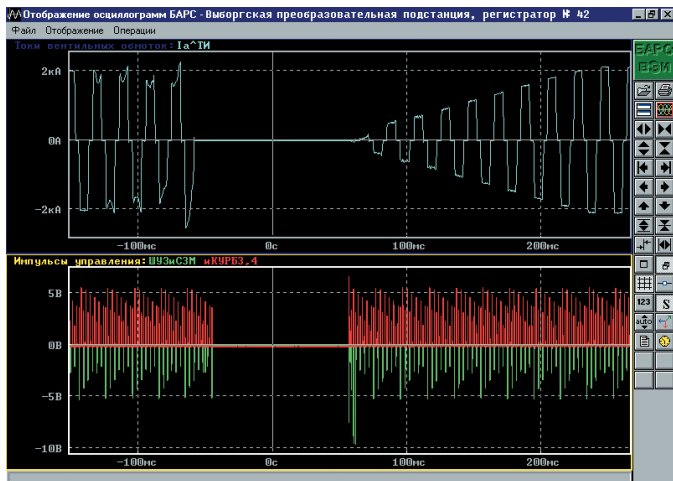 Отображение осциллограмм БАРС - Выборгская преобразовательная подстанция, регистратор № 42
Файл Отображение Операции
Токи вентильных обмоток: Ia^ТИ
БАРС
2кА
0А
-2кА
-100мс 0с 100мс 200мс
Импульсы управления: ШУЗиСЗМ иКУРБ3,4
5В
0В
-5В
-10В
-100мс 0с 100мс 200мс
123 S
auto